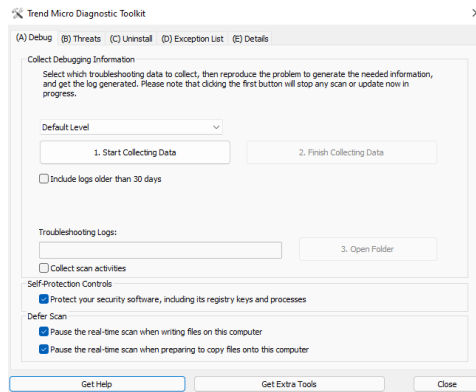 Trend Micro Diagnostic Toolkit
(A) Debug (B) Threats (C) Uninstall (D) Exception List (E) Details
Collect Debugging Information
Select which troubleshooting data to collect, then reproduce the problem to generate the needed information,
and get the log generated. Please note that clicking the first button will stop any scan or update now in
progress.
Default Level
1. Start Collecting Data 2. Finish Collecting Data
Include logs older than 30 days
Troubleshooting Logs:
3. Open Folder
Collect scan activities
Self-Protection Controls
Protect your security software, including its registry keys and processes
Defer Scan
Pause the real-time scan when writing files on this computer
Pause the real-time scan when preparing to copy files onto this computer
Get Help Get Extra Tools Close